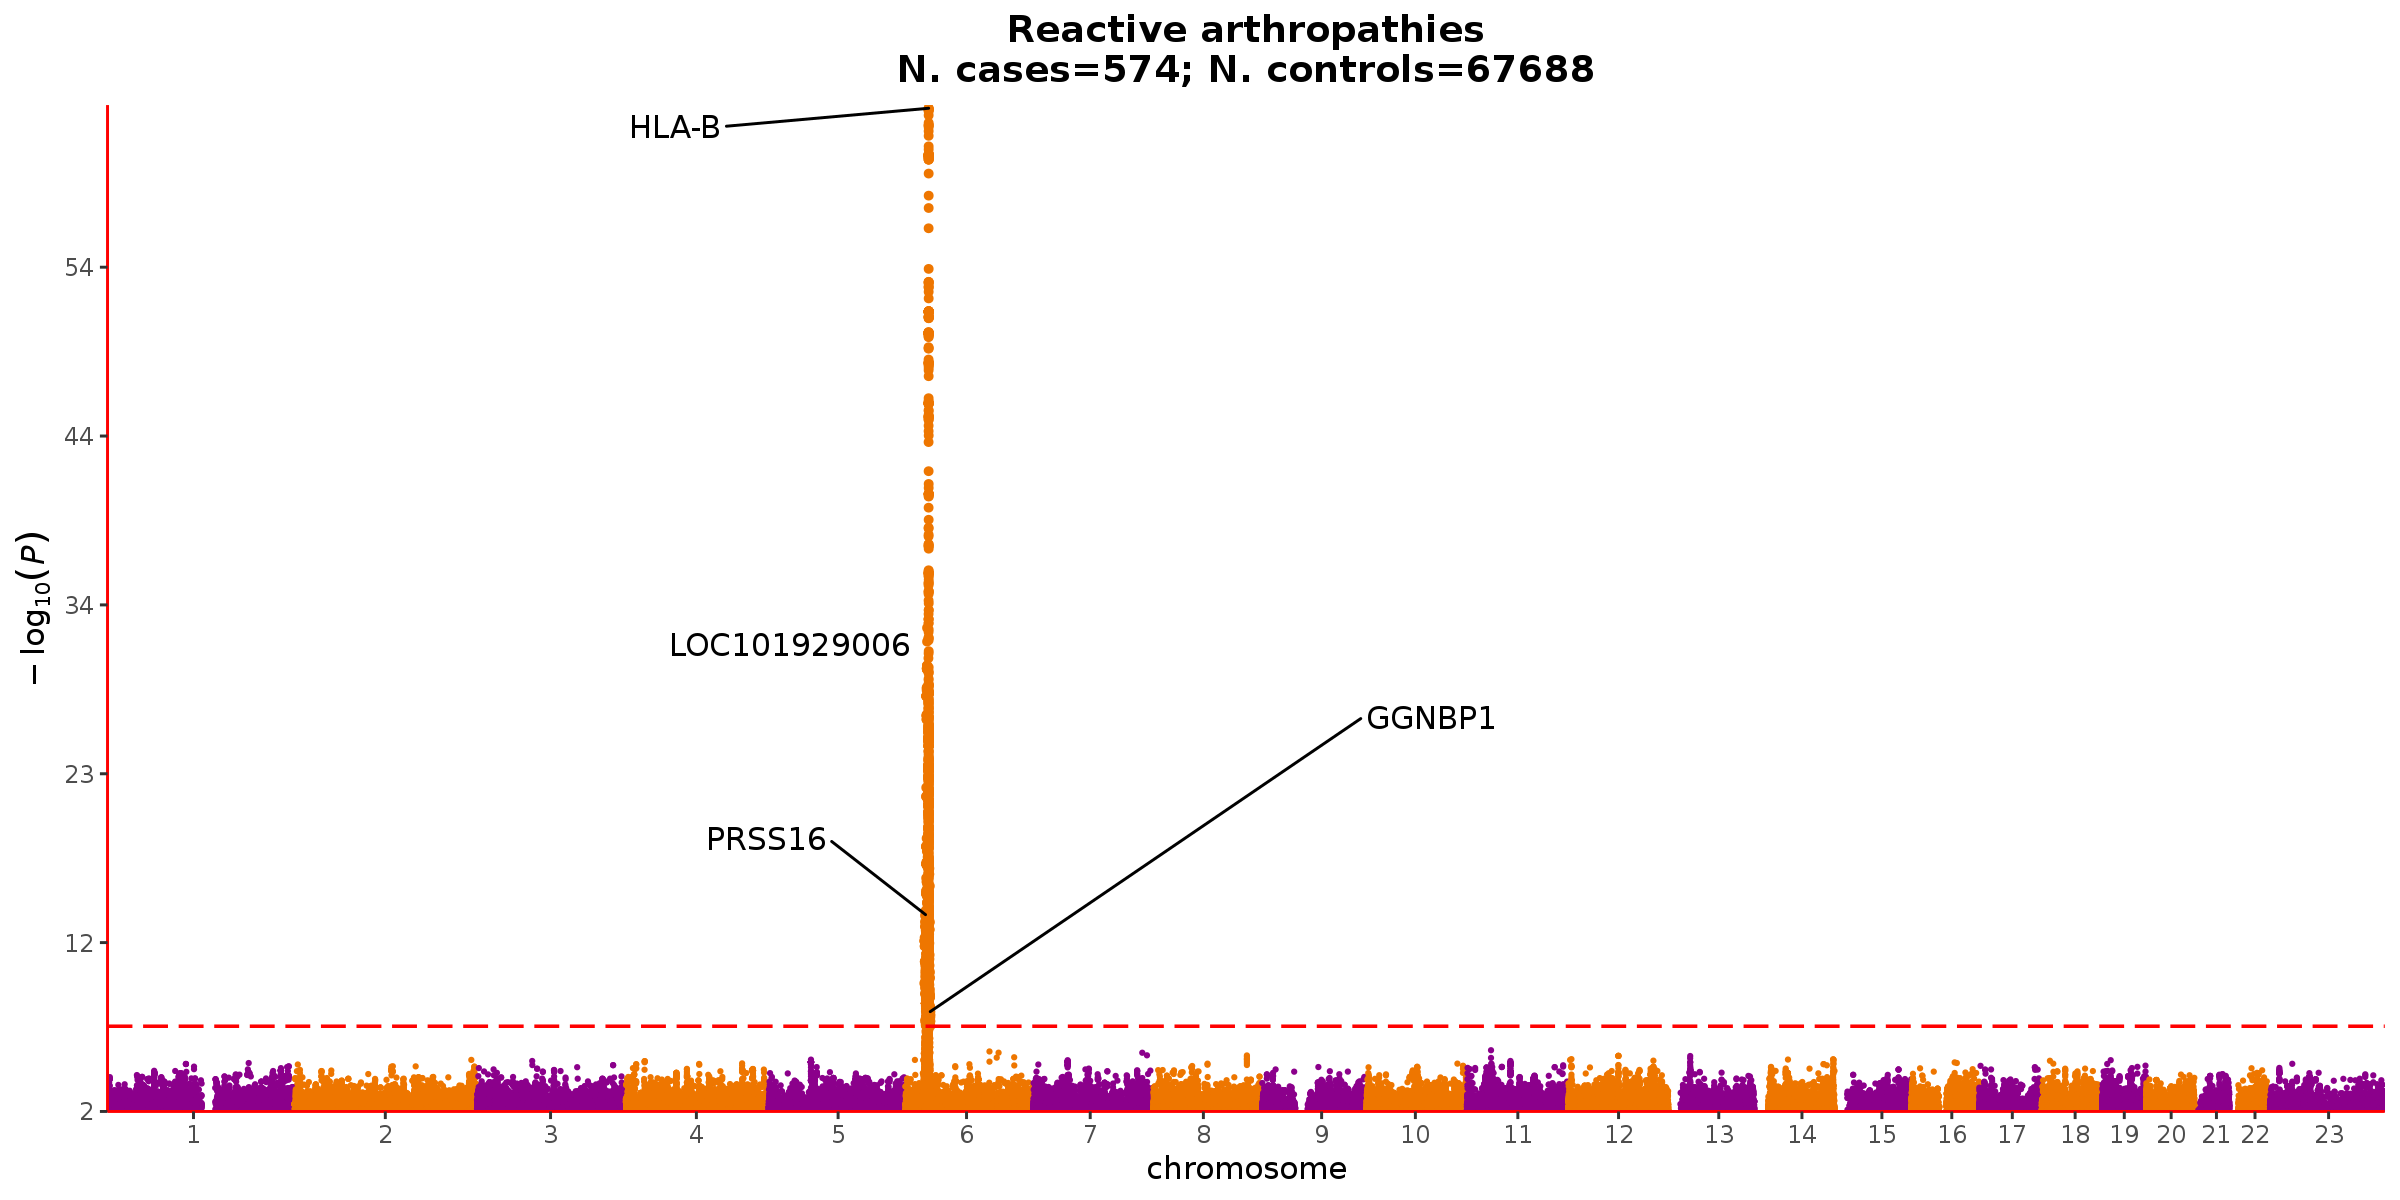 Reactive arthropathies
N. cases=574; N. controls=67688
HLA-B
LOC101929006
GGNBP1
PRSS16
−log₁₀(P)
54
44
34
23
12
2
1 2 3 4 5 6 7 8 9 10 11 12 13 14 15 16 17 18 19 20 21 22 23
chromosome